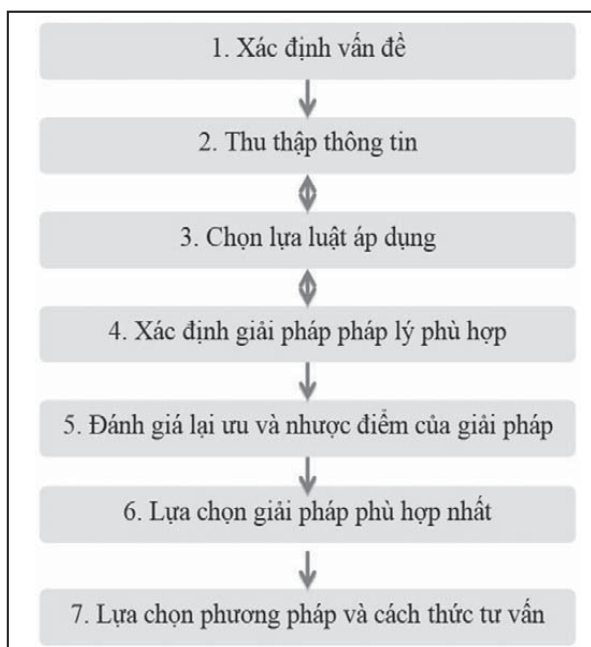 1. Xác định vấn đề
2. Thu thập thông tin
3. Chọn lựa luật áp dụng
4. Xác định giải pháp pháp lý phù hợp
5. Đánh giá lại ưu và nhược điểm của giải pháp
6. Lựa chọn giải pháp phù hợp nhất
7. Lựa chọn phương pháp và cách thức tư vấn